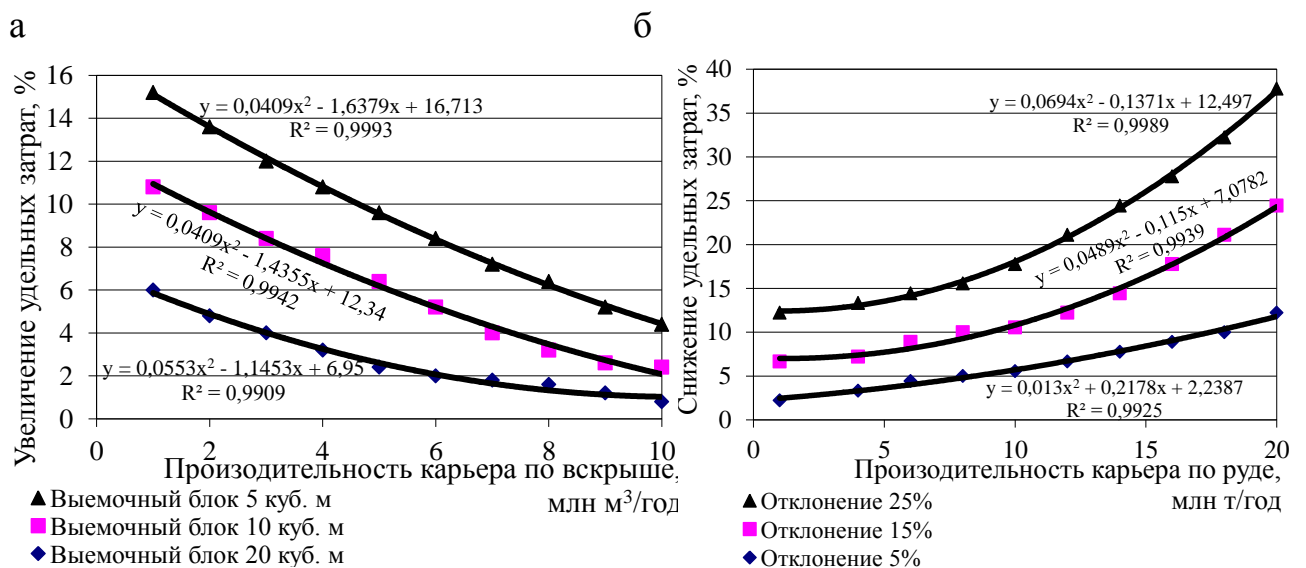 а
Увеличение удельных затрат, %
16
14
12
10
8
6
4
2
0
y = 0,0409x² - 1,6379x + 16,713
R² = 0,9993
y = 0,0409x² - 1,4355x + 12,34
R² = 0,9942
y = 0,0553x² - 1,1453x + 6,95
R² = 0,9909
0 2 4 6 8 10
Произодительность карьера по вскрыше,
млн м³/год
Выемочный блок 5 куб. м
Выемочный блок 10 куб. м
Выемочный блок 20 куб. м
б
Снижение удельных затрат, %
40
35
30
25
20
15
10
5
0
y = 0,0694x² - 0,1371x + 12,497
R² = 0,9989
y = 0,0489x² - 0,115x + 7,0782
R² = 0,9939
y = 0,013x² + 0,2178x + 2,2387
R² = 0,9925
0 5 10 15 20
Произодительность карьера по руде,
млн т/год
Отклонение 25%
Отклонение 15%
Отклонение 5%